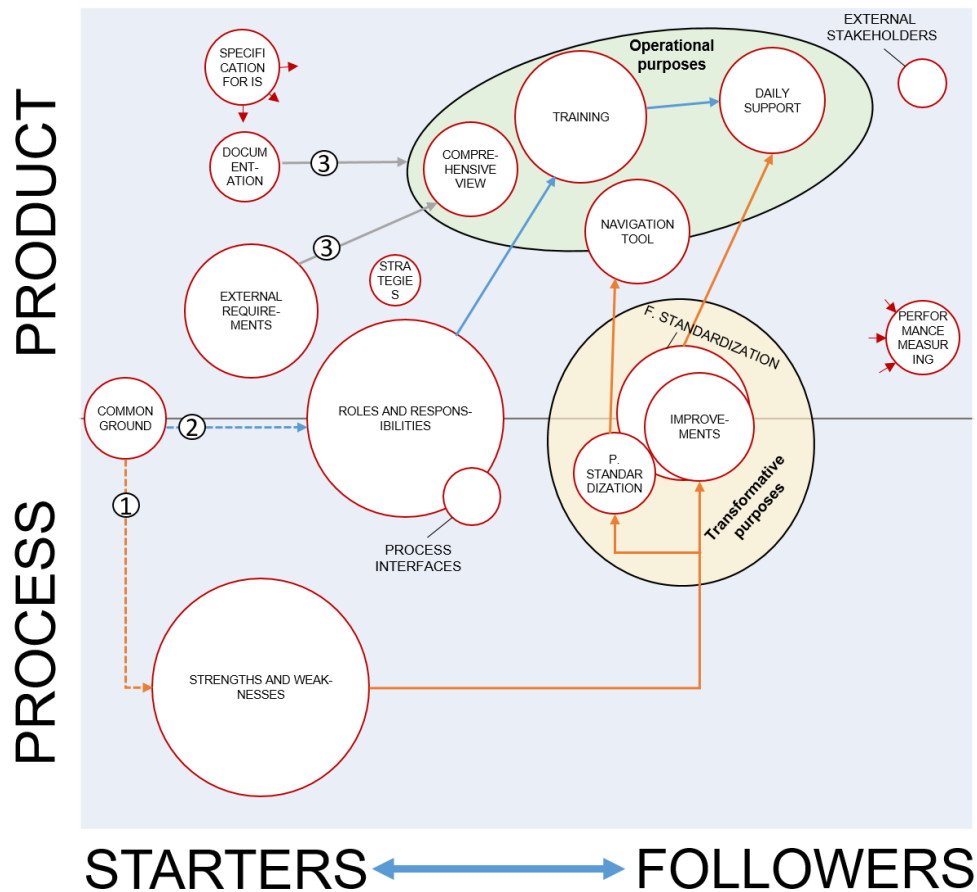 EXTERNAL
STAKEHOLDERS
SPECIFI
CATION
FOR IS
Operational
purposes
DAILY
SUPPORT
TRAINING
DOCUM
ENT-
ATION
3
COMPRE-
HENSIVE
VIEW
PRODUCT
NAVIGATION
TOOL
3
STRA
TEGIE
S
EXTERNAL
REQUIRE-
MENTS
F. STANDARDIZATION
PERFOR
MANCE
MEASUR
ING
COMMON
GROUND
2
ROLES AND RESPONS-
IBILITIES
IMPROVE-
MENTS
P.
STANDAR
DIZATION
1
Transformative
purposes
PROCESS
INTERFACES
PROCESS
STRENGTHS AND WEAK-
NESSES
STARTERS
FOLLOWERS